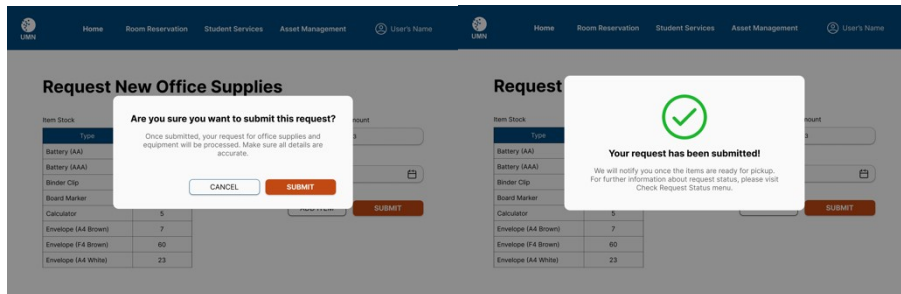 UMN
Home Room Reservation Student Services Asset Management User's Name
Request New Office Supplies
Item Stock
Type
Battery (AA)
Battery (AAA)
Binder Clip
Board Marker
Calculator 5
Envelope (A4 Brown) 7
Envelope (F4 Brown) 60
Envelope (A4 White) 23
Are you sure you want to submit this request?
Once submitted, your request for office supplies and
equipment will be processed. Make sure all details are
accurate.
CANCEL SUBMIT
SUBMIT
UMN
Home Room Reservation Student Services Asset Management User's Name
Request
Item Stock
Type
Battery (AA)
Battery (AAA)
Binder Clip
Board Marker
Calculator 5
Envelope (A4 Brown) 7
Envelope (F4 Brown) 60
Envelope (A4 White) 23
Your request has been submitted!
We will notify you once the items are ready for pickup.
For further information about request status, please visit
Check Request Status menu.
SUBMIT